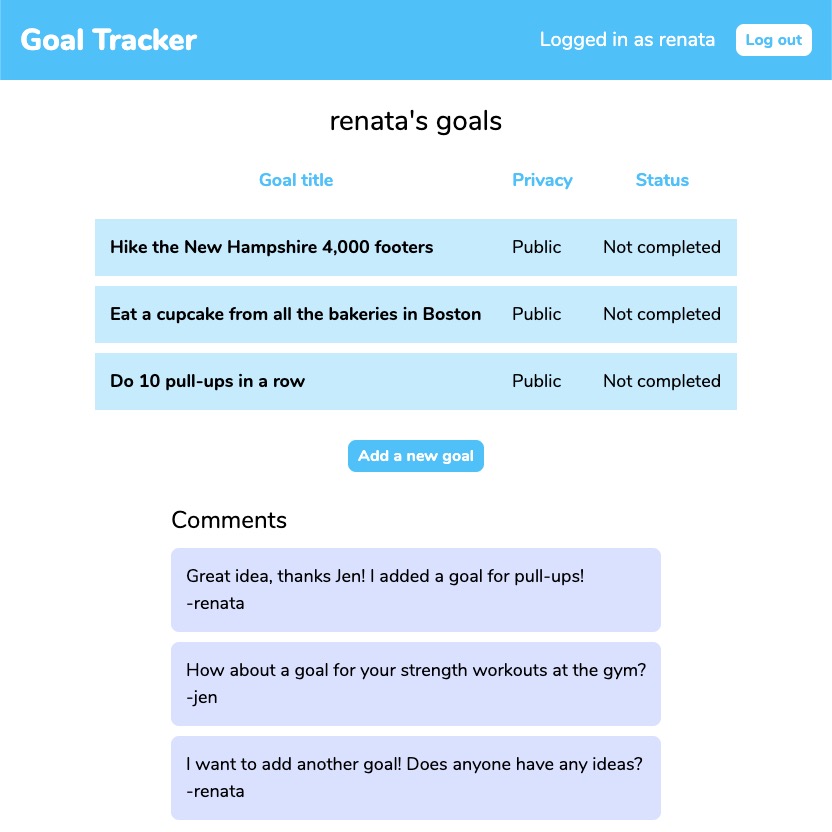 Goal Tracker Logged in as renata Log out
renata's goals
Goal title Privacy Status
Hike the New Hampshire 4,000 footers Public Not completed
Eat a cupcake from all the bakeries in Boston Public Not completed
Do 10 pull-ups in a row Public Not completed
Add a new goal
Comments
Great idea, thanks Jen! I added a goal for pull-ups!
-renata
How about a goal for your strength workouts at the gym?
-jen
I want to add another goal! Does anyone have any ideas?
-renata